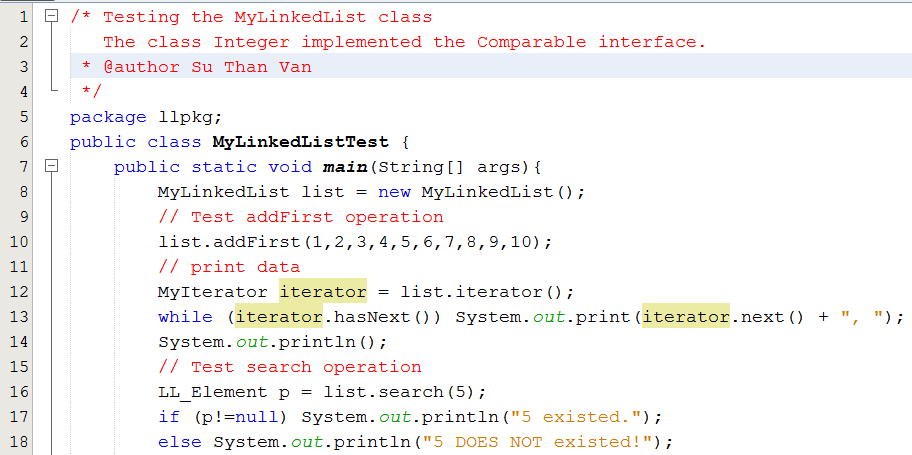 1 /* Testing the MyLinkedList class
2 The class Integer implemented the Comparable interface.
3 * @author Su Than Van
4 */
5 package llpkg;
6 public class MyLinkedListTest {
7 public static void main(String[] args){
8 MyLinkedList list = new MyLinkedList();
9 // Test addFirst operation
10 list.addFirst(1,2,3,4,5,6,7,8,9,10);
11 // print data
12 MyIterator iterator = list.iterator();
13 while (iterator.hasNext()) System.out.print(iterator.next() + ", ");
14 System.out.println();
15 // Test search operation
16 LL_Element p = list.search(5);
17 if (p!=null) System.out.println("5 existed.");
18 else System.out.println("5 DOES NOT existed!");